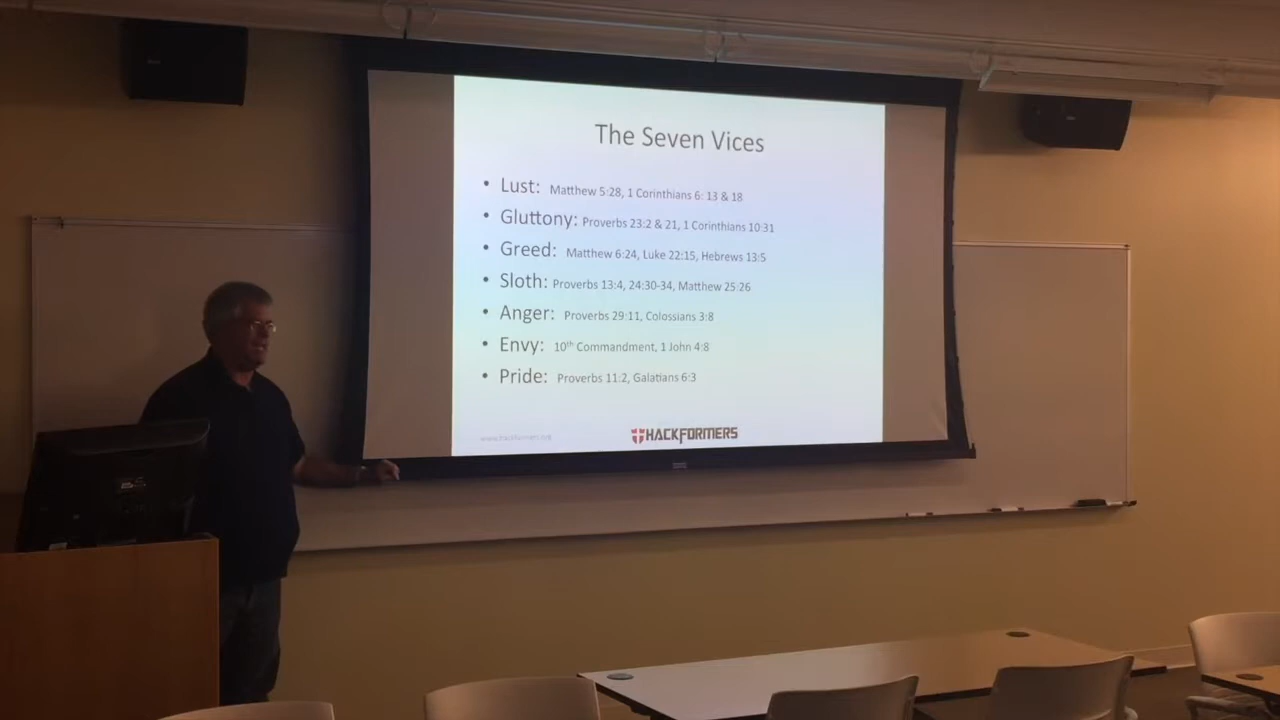 The Seven Vices
• Lust: Matthew 5:28, 1 Corinthians 6: 13 & 18
• Gluttony: Proverbs 23:2 & 21, 1 Corinthians 10:31
• Greed: Matthew 6:24, Luke 22:15, Hebrews 13:5
• Sloth: Proverbs 13:4, 24:30-34, Matthew 25:26
• Anger: Proverbs 29:11, Colossians 3:8
• Envy: 10th Commandment, 1 John 4:8
• Pride: Proverbs 11:2, Galatians 6:3
www.hackformers.org
HACKFORMERS